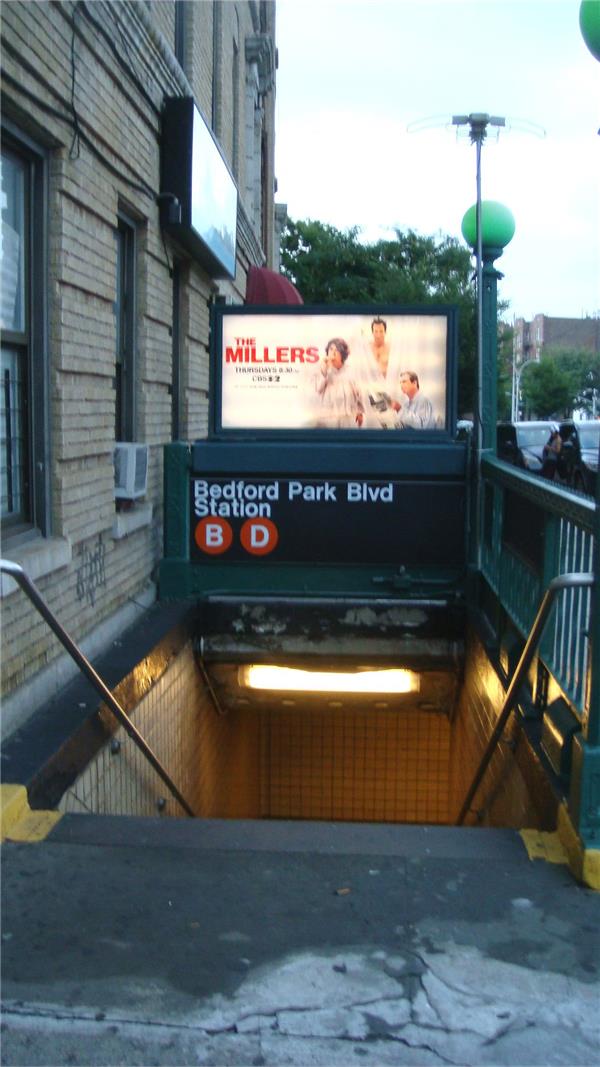 THE
MILLERS
THURSDAYS 8:30
CBS 2
Bedford Park Blvd
Station
B D